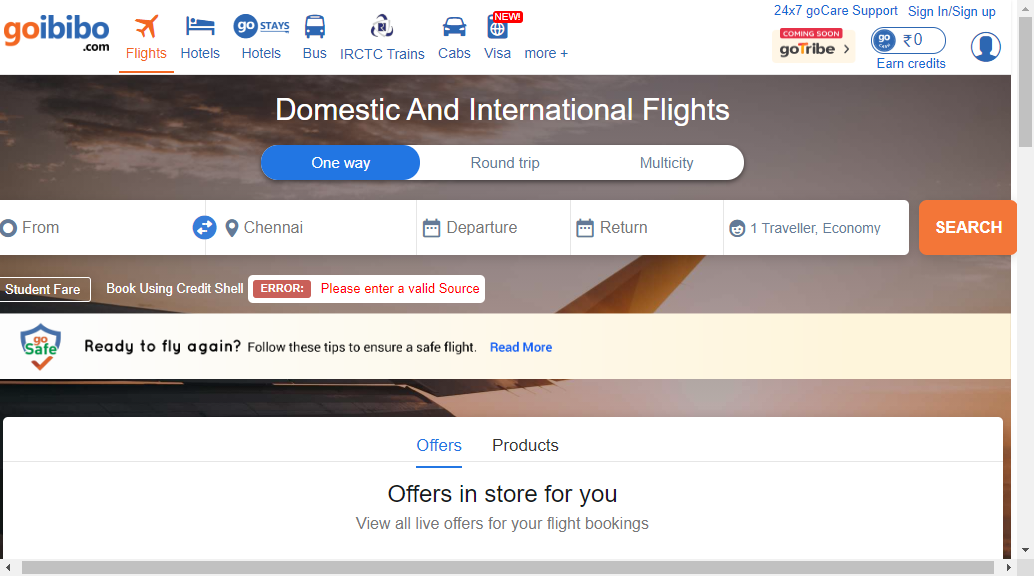 24x7 goCare Support Sign In/Sign up
goibibo.com
NEW!
go STAYS
COMING SOON
goTribe
go cash
₹0
Flights Hotels Hotels Bus IRCTC Trains Cabs Visa more +
Earn credits
Domestic And International Flights
One way Round trip Multicity
From Chennai Departure Return 1 Traveller, Economy SEARCH
Student Fare Book Using Credit Shell ERROR: Please enter a valid Source
go Safe
Ready to fly again? Follow these tips to ensure a safe flight. Read More
Offers Products
Offers in store for you
View all live offers for your flight bookings